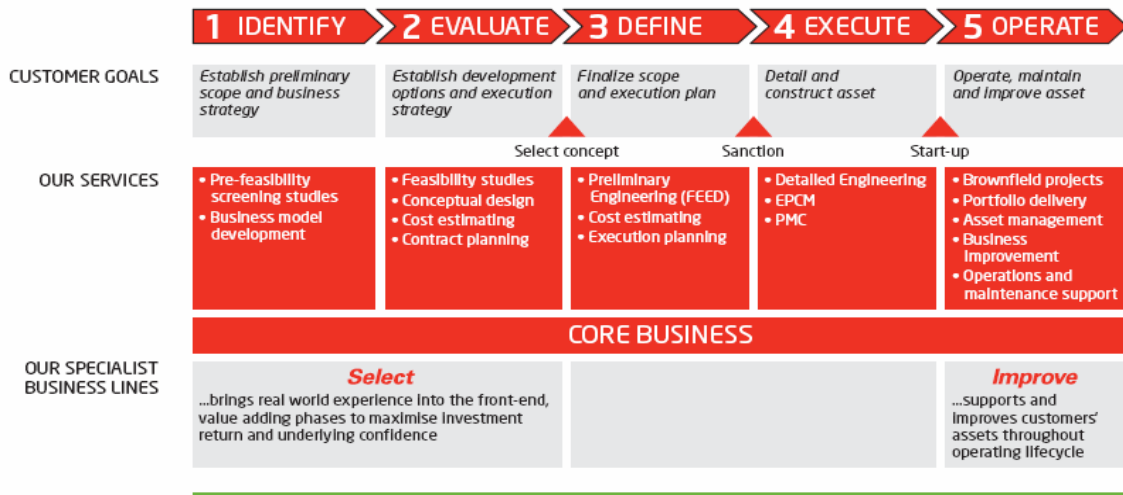 1 IDENTIFY
2 EVALUATE
3 DEFINE
4 EXECUTE
5 OPERATE
CUSTOMER GOALS
Establish preliminary
scope and business
strategy
Establish development
options and execution
strategy
Finalize scope
and execution plan
Detail and
construct asset
Operate, maintain
and improve asset
Select concept
Sanction
Start-up
OUR SERVICES
• Pre-feasibility
screening studies
• Business model
development
• Feasibility studies
• Conceptual design
• Cost estimating
• Contract planning
• Preliminary
Engineering (FEED)
• Cost estimating
• Execution planning
• Detailed Engineering
• EPCM
• PMC
• Brownfield projects
• Portfolio delivery
• Asset management
• Business
Improvement
• Operations and
maintenance support
CORE BUSINESS
OUR SPECIALIST
BUSINESS LINES
Select
...brings real world experience into the front-end,
value adding phases to maximise investment
return and underlying confidence
Improve
...supports and
improves customers'
assets throughout
operating lifecycle